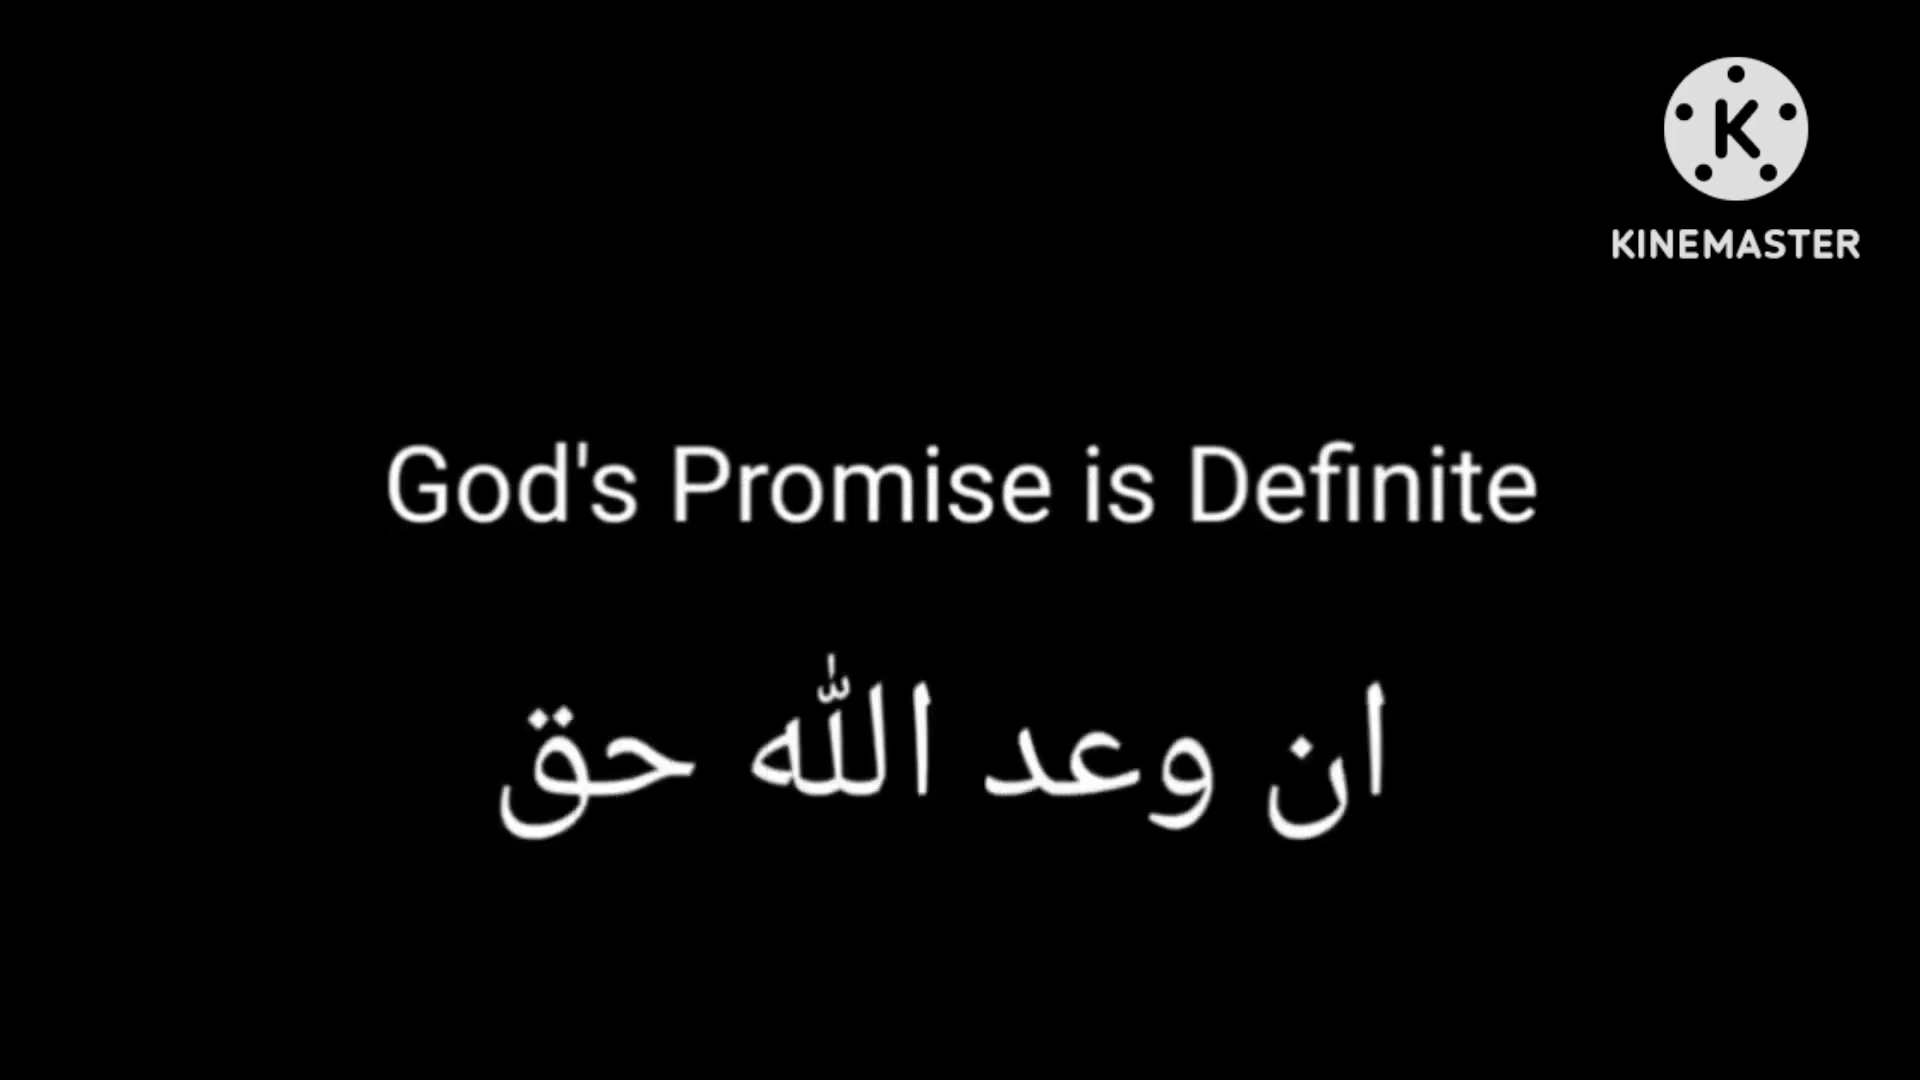 K
KINEMASTER
God's Promise is Definite
ان وعد الله حق